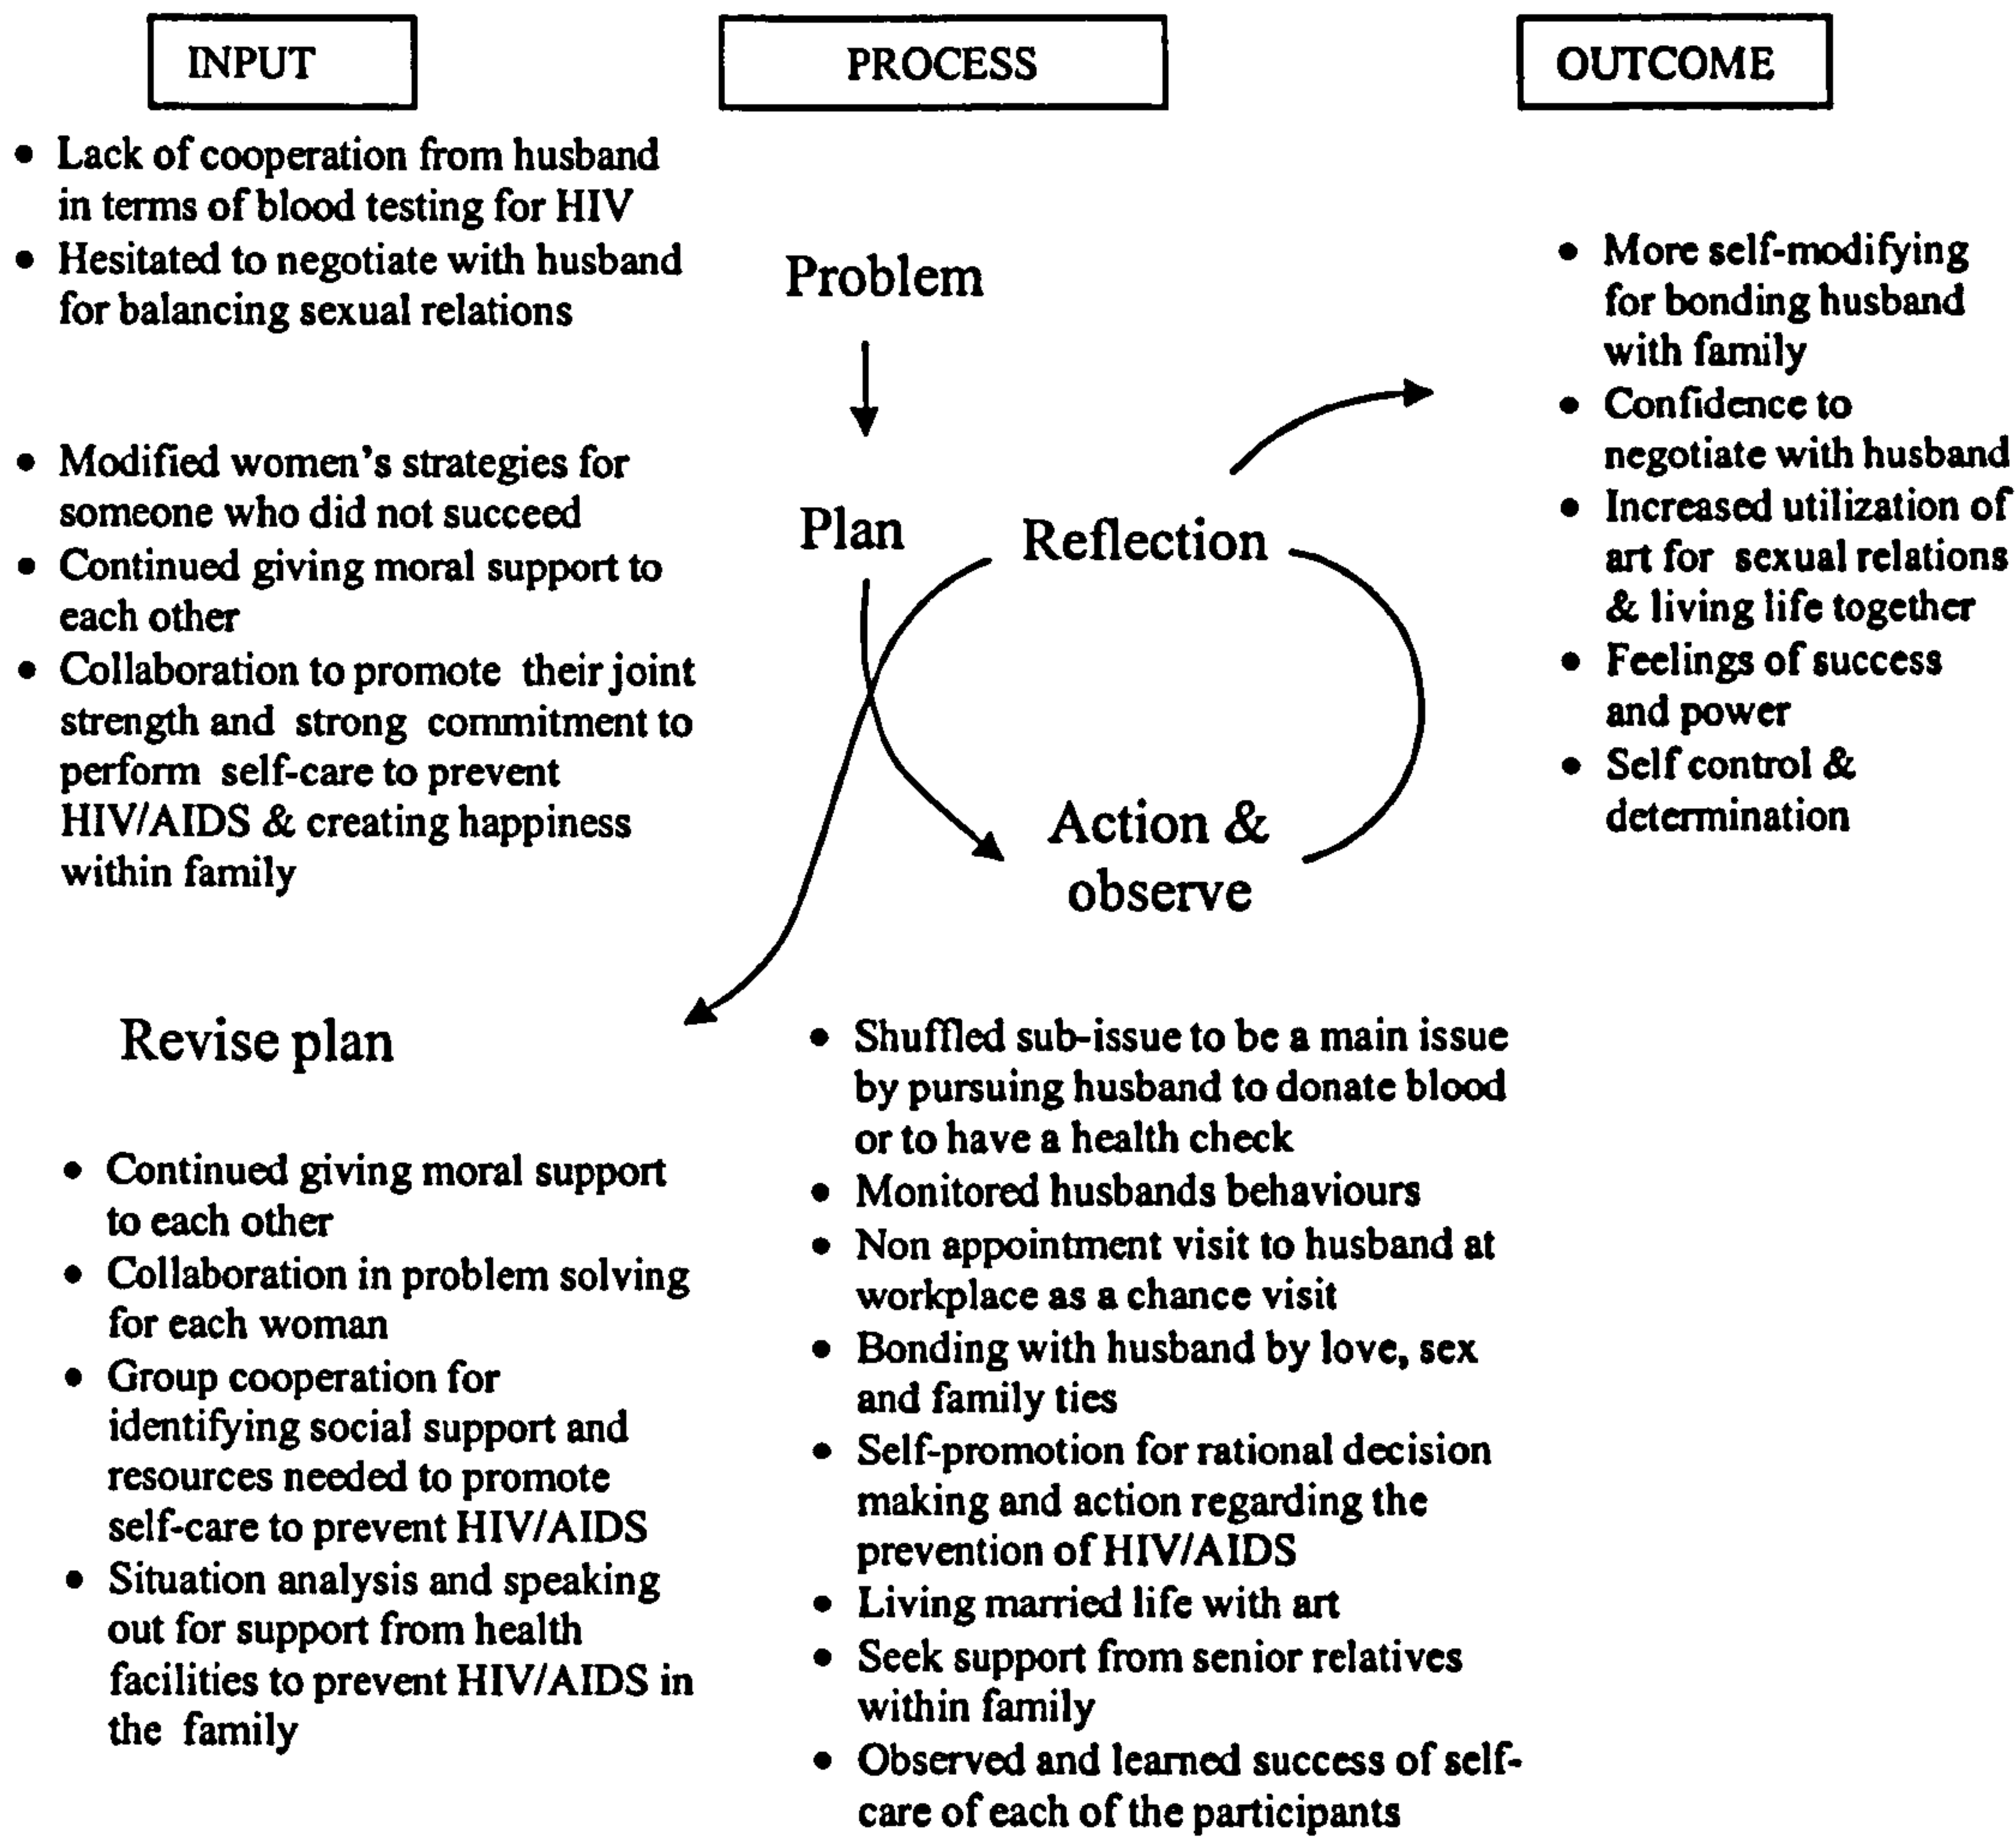 INPUT
PROCESS
OUTCOME
• Lack of cooperation from husband
in terms of blood testing for HIV
• Hesitated to negotiate with husband
for balancing sexual relations
Problem
• Modified women's strategies for
someone who did not succeed
• Continued giving moral support to
each other
• Collaboration to promote their joint
strength and strong commitment to
perform self-care to prevent
HIV/AIDS & creating happiness
within family
Plan
Reflection
Action &
observe
• More self-modifying
for bonding husband
with family
• Confidence to
negotiate with husband
• Increased utilization of
art for sexual relations
& living life together
• Feelings of success
and power
• Self control &
determination
Revise plan
• Continued giving moral support
to each other
• Collaboration in problem solving
for each woman
• Group cooperation for
identifying social support and
resources needed to promote
self-care to prevent HIV/AIDS
• Situation analysis and speaking
out for support from health
facilities to prevent HIV/AIDS in
the family
• Shuffled sub-issue to be a main issue
by pursuing husband to donate blood
or to have a health check
• Monitored husbands behaviours
• Non appointment visit to husband at
workplace as a chance visit
• Bonding with husband by love, sex
and family ties
• Self-promotion for rational decision
making and action regarding the
prevention of HIV/AIDS
• Living married life with art
• Seek support from senior relatives
within family
• Observed and learned success of self-
care of each of the participants